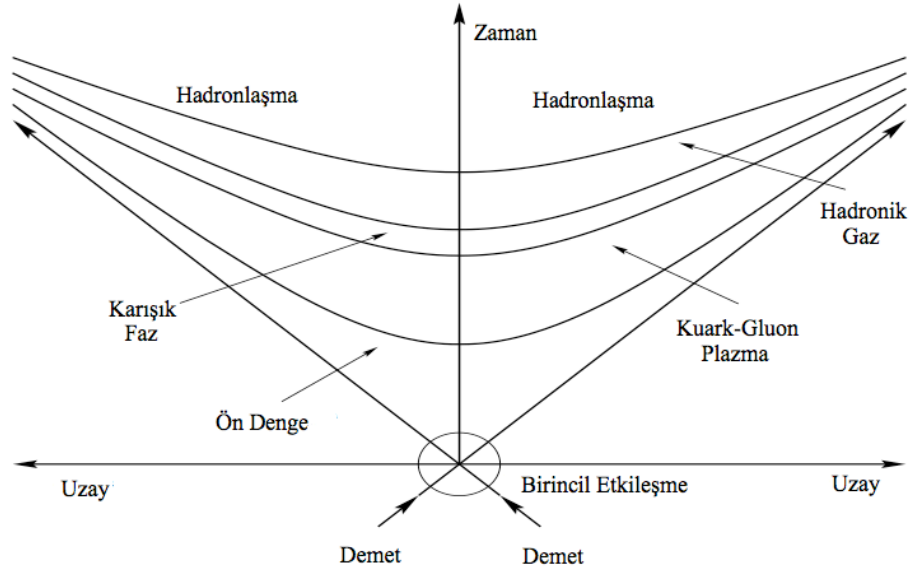 Zaman
Hadronlaşma
Hadronlaşma
Hadronik
Gaz
Karışık
Faz
Kuark-Gluon
Plazma
Ön Denge
Uzay
Birincil Etkileşme
Uzay
Demet
Demet